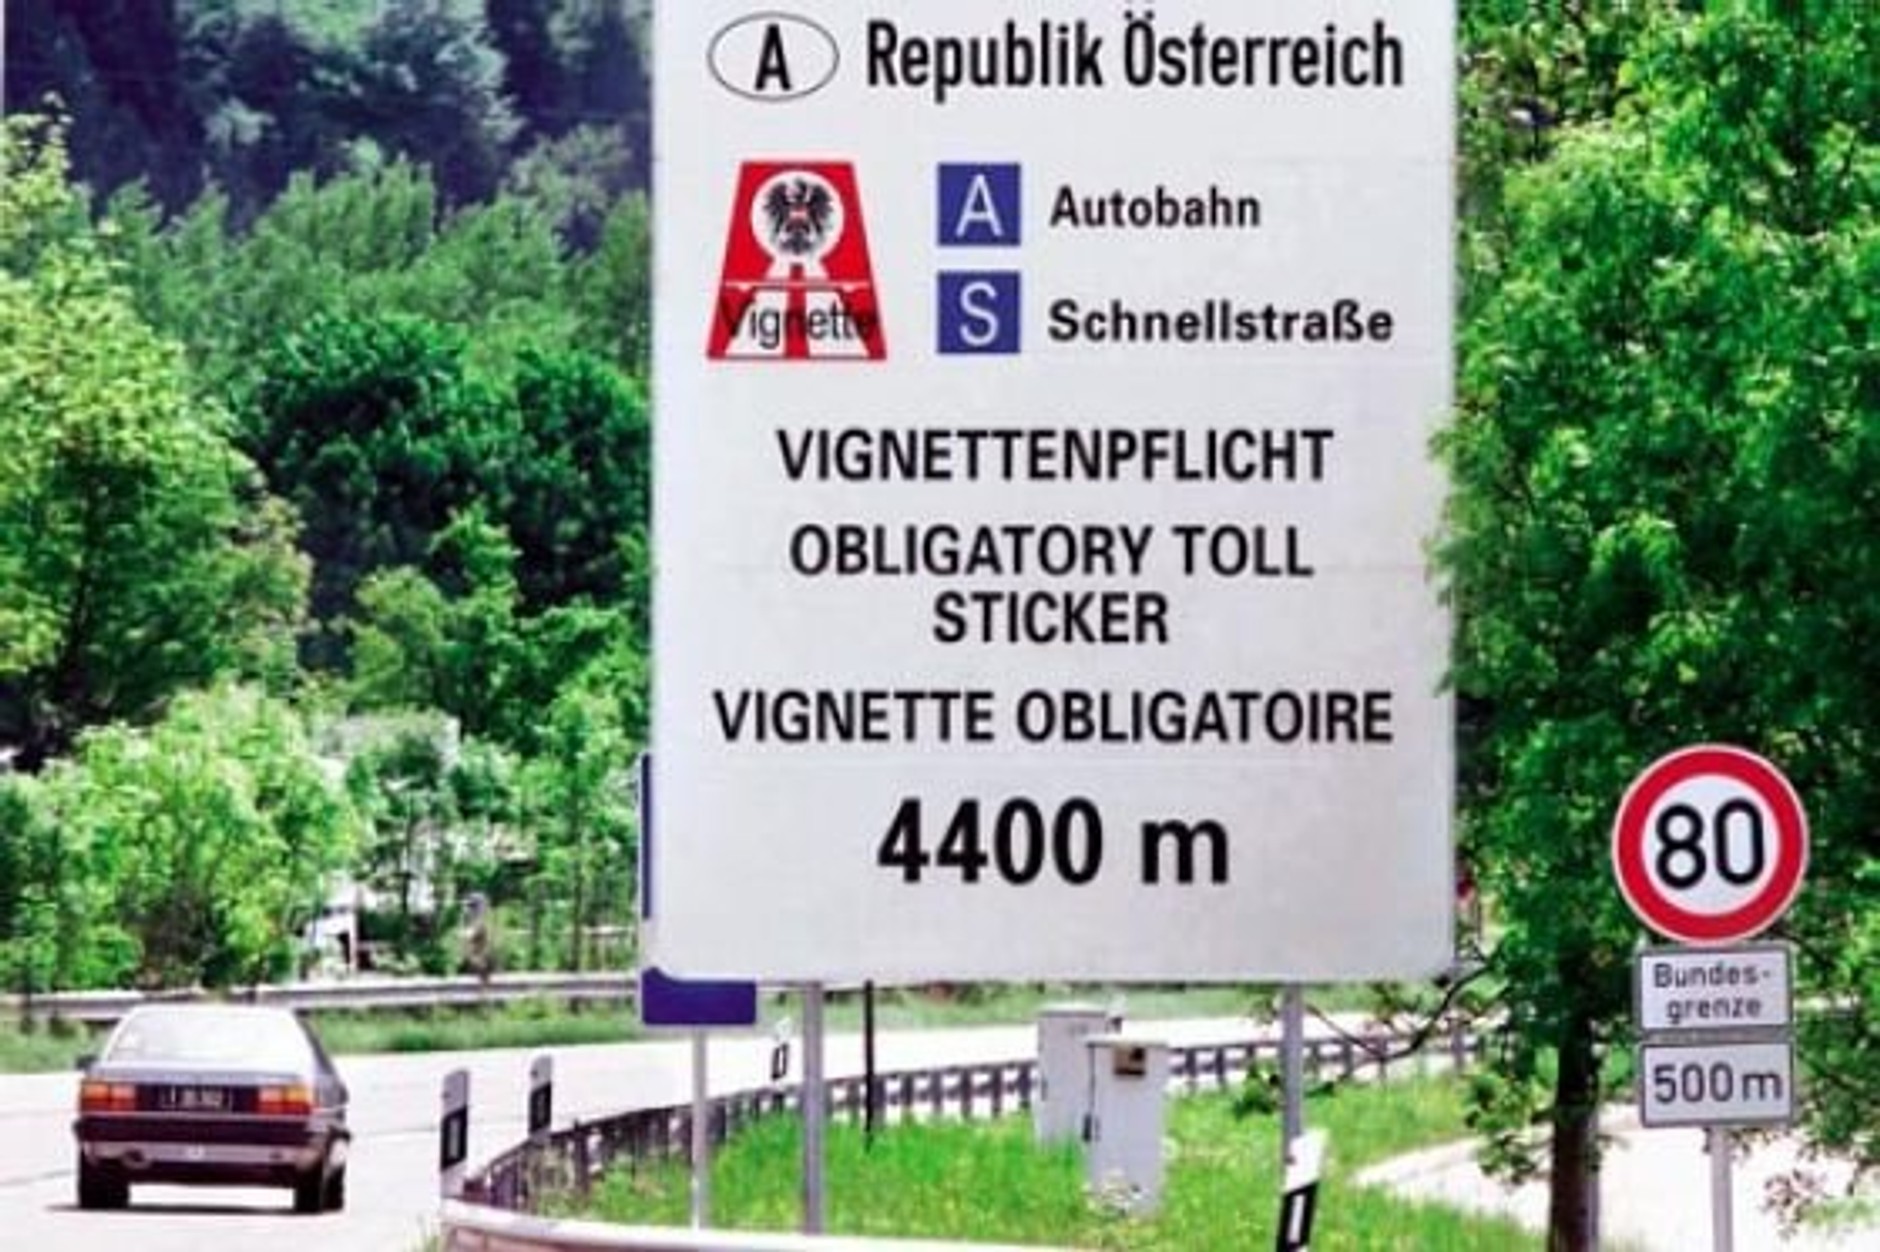 A Republik Österreich
Vignette
A Autobahn
S Schnellstraße
VIGNETTENPFLICHT
OBLIGATORY TOLL
STICKER
VIGNETTE OBLIGATOIRE
4400 m
80
Bundes-
grenze
500 m